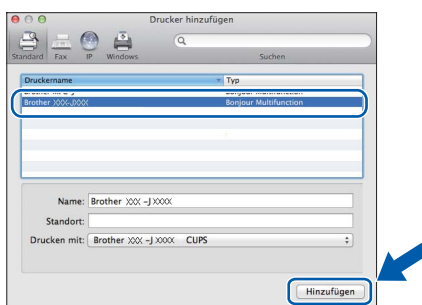 Drucker hinzufügen
Standard Fax IP Windows Suchen
Druckername Typ
Brother XXX-JXXXX Bonjour Multifunction
Name: Brother XXX -J XXXX
Standort:
Drucken mit: Brother XXX -J XXXX CUPS
Hinzufügen